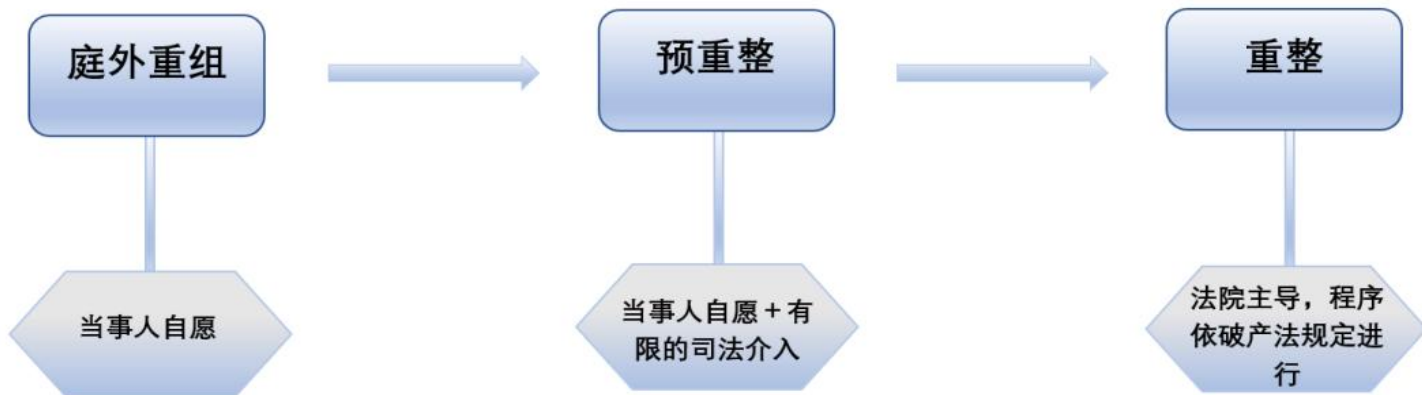 庭外重组
预重整
重整
当事人自愿
当事人自愿+有
限的司法介入
法院主导，程序
依破产法规定进
行